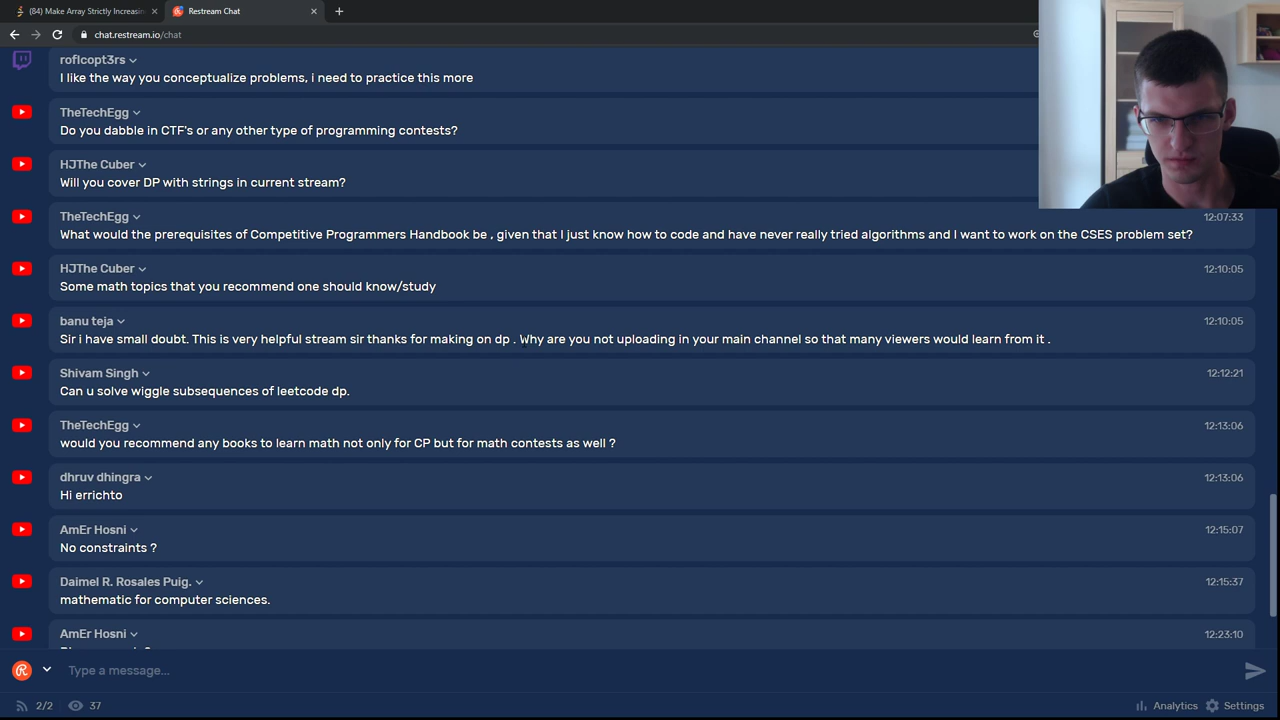 (84) Make Array Strictly Increasin
Restream Chat
chat.restream.io/chat
roflcopt3rs
I like the way you conceptualize problems, i need to practice this more
TheTechEgg
Do you dabble in CTF's or any other type of programming contests?
HJThe Cuber
Will you cover DP with strings in current stream?
TheTechEgg
12:07:33
What would the prerequisites of Competitive Programmers Handbook be , given that I just know how to code and have never really tried algorithms and I want to work on the CSES problem set?
HJThe Cuber
12:10:05
Some math topics that you recommend one should know/study
banu teja
12:10:05
Sir i have small doubt. This is very helpful stream sir thanks for making on dp . Why are you not uploading in your main channel so that many viewers would learn from it .
Shivam Singh
12:12:21
Can u solve wiggle subsequences of leetcode dp.
TheTechEgg
12:13:06
would you recommend any books to learn math not only for CP but for math contests as well ?
dhruv dhingra
12:13:06
Hi errichto
AmEr Hosni
12:15:07
No constraints ?
Daimel R. Rosales Puig.
12:15:37
mathematic for computer sciences.
AmEr Hosni
12:23:10
Type a message...
2/2
37
Analytics
Settings